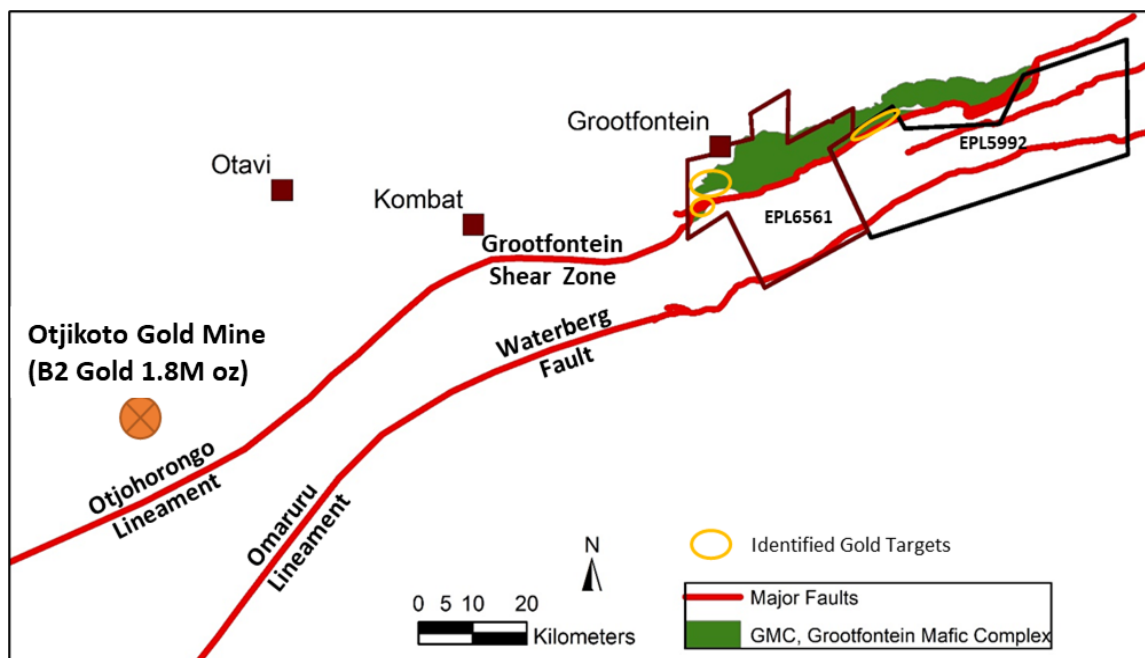 Grootfontein
EPL5992
Otavi
Kombat
EPL6561
Grootfontein
Shear Zone
Otjikoto Gold Mine
(B2 Gold 1.8M oz)
Waterberg
Fault
Otjohorongo
Lineament
Omaruru
Lineament
N
Identified Gold Targets
0 5 10 20
Kilometers
Major Faults
GMC, Grootfontein Mafic Complex